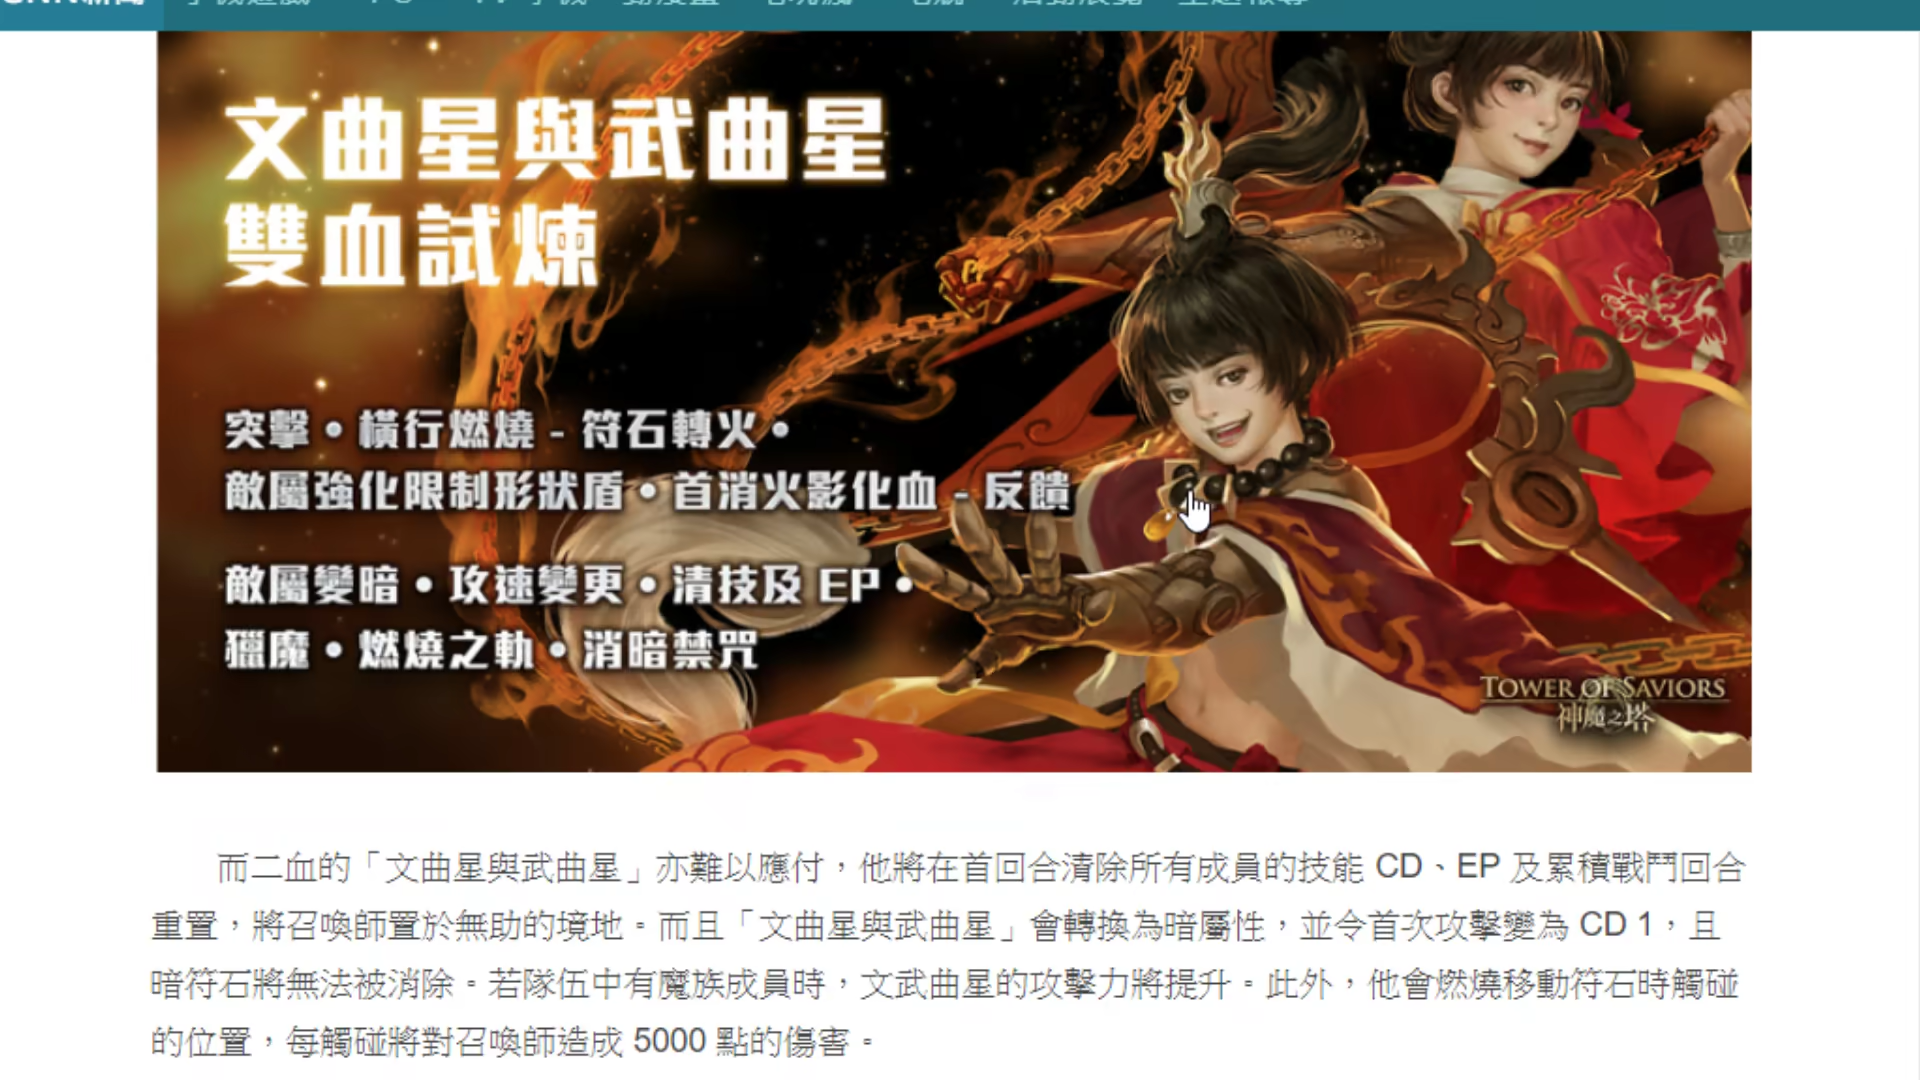 文曲星與武曲星
雙血試煉
突擊•橫行燃燒 - 符石轉火•
敵屬強化限制形狀盾•首消火影化血 - 反饋
敵屬變暗•攻速變更•清技及 EP•
獵魔•燃燒之軌•消暗禁咒
TOWER OF SAVIORS
神魔之塔
而二血的「文曲星與武曲星」亦難以應付，他將在首回合清除所有成員的技能 CD、EP 及累積戰鬥回合
重置，將召喚師置於無助的境地。而且「文曲星與武曲星」會轉換為暗屬性，並令首次攻擊變為 CD 1，且
暗符石將無法被消除。若隊伍中有魔族成員時，文武曲星的攻擊力將提升。此外，他會燃燒移動符石時觸碰
的位置，每觸碰將對召喚師造成 5000 點的傷害。